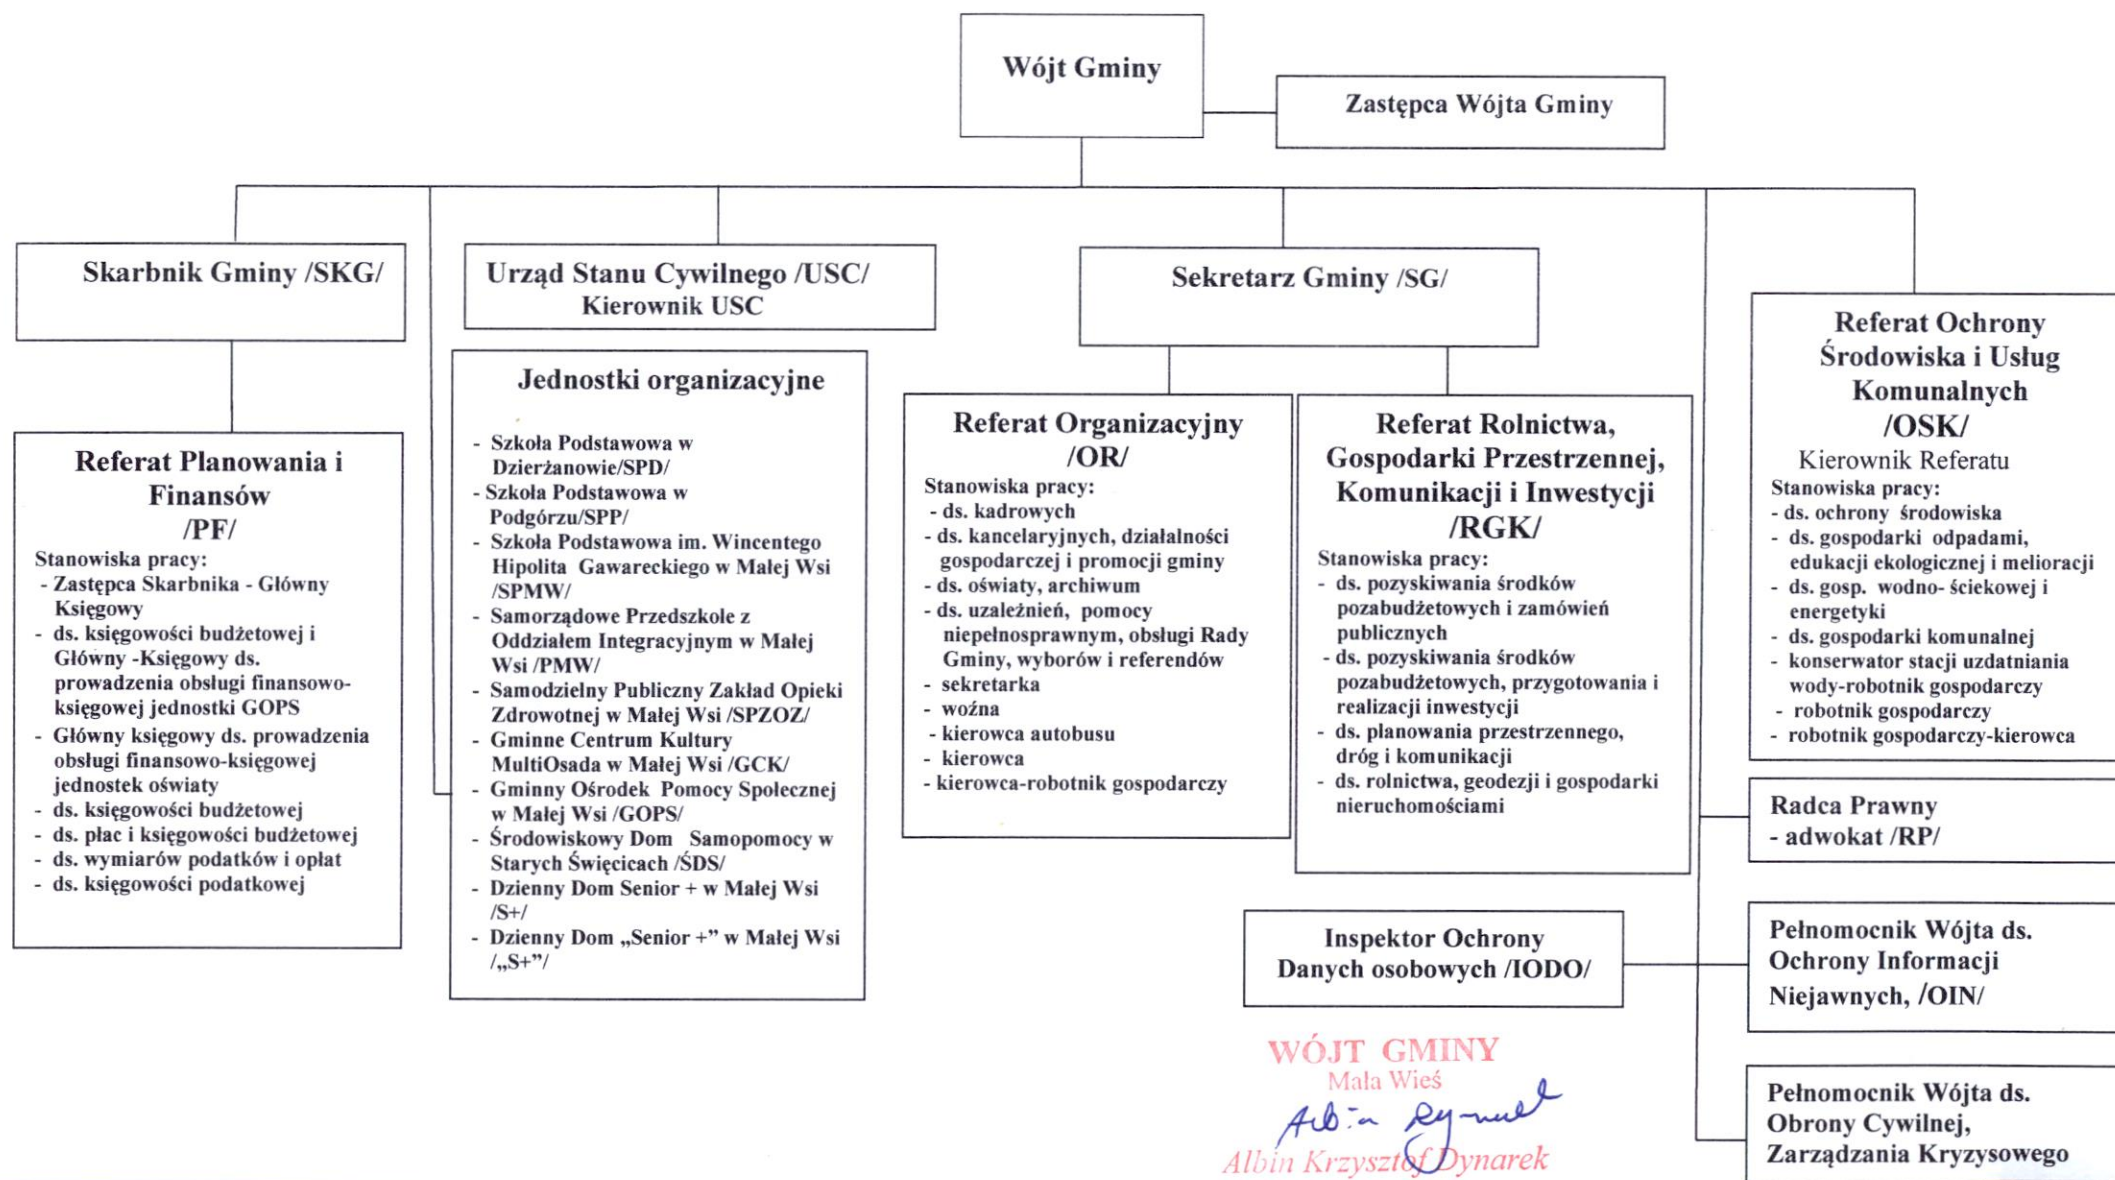 Wójt Gminy
Zastępca Wójta Gminy
Skarbnik Gminy /SKG/
Urząd Stanu Cywilnego /USC/
Kierownik USC
Sekretarz Gminy /SG/
Referat Ochrony
Środowiska i Usług
Komunalnych
/OSK/
Kierownik Referatu
Stanowiska pracy:
- ds. ochrony środowiska
- ds. gospodarki odpadami,
edukacji ekologicznej i melioracji
- ds. gosp. wodno- ściekowej i
energetyki
- ds. gospodarki komunalnej
- konserwator stacji uzdatniania
wody-robotnik gospodarczy
- robotnik gospodarczy
- robotnik gospodarczy-kierowca
Referat Planowania i
Finansów
/PF/
Stanowiska pracy:
- Zastępca Skarbnika - Główny
Księgowy
- ds. księgowości budżetowej i
Główny -Księgowy ds.
prowadzenia obsługi finansowo-
księgowej jednostki GOPS
- Główny księgowy ds. prowadzenia
obsługi finansowo-księgowej
jednostek oświaty
- ds. księgowości budżetowej
- ds. płac i księgowości budżetowej
- ds. wymiarów podatków i opłat
- ds. księgowości podatkowej
Jednostki organizacyjne
- Szkoła Podstawowa w
Dzierżanowie/SPD/
- Szkoła Podstawowa w
Podgórzu/SPP/
- Szkoła Podstawowa im. Wincentego
Hipolita Gawareckiego w Małej Wsi
/SPMW/
- Samorządowe Przedszkole z
Oddziałem Integracyjnym w Małej
Wsi /PMW/
- Samodzielny Publiczny Zakład Opieki
Zdrowotnej w Małej Wsi /SPZOZ/
- Gminne Centrum Kultury
MultiOsada w Małej Wsi /GCK/
- Gminny Ośrodek Pomocy Społecznej
w Małej Wsi /GOPS/
- Środowiskowy Dom Samopomocy w
Starych Święcicach /ŚDS/
- Dzienny Dom Senior + w Małej Wsi
/S+/
- Dzienny Dom „Senior +” w Małej Wsi
/„S+”/
Referat Organizacyjny
/OR/
Stanowiska pracy:
- ds. kadrowych
- ds. kancelaryjnych, działalności
gospodarczej i promocji gminy
- ds. oświaty, archiwum
- ds. uzależnień, pomocy
niepełnosprawnym, obsługi Rady
Gminy, wyborów i referendów
- sekretarka
- woźna
- kierowca autobusu
- kierowca
- kierowca-robotnik gospodarczy
Referat Rolnictwa,
Gospodarki Przestrzennej,
Komunikacji i Inwestycji
/RGK/
Stanowiska pracy:
- ds. pozyskiwania środków
pozabudżetowych i zamówień
publicznych
- ds. pozyskiwania środków
pozabudżetowych, przygotowania i
realizacji inwestycji
- ds. planowania przestrzennego,
dróg i komunikacji
- ds. rolnictwa, geodezji i gospodarki
nieruchomościami
Radca Prawny
- adwokat /RP/
Inspektor Ochrony
Danych osobowych /IODO/
Pełnomocnik Wójta ds.
Ochrony Informacji
Niejawnych, /OIN/
Pełnomocnik Wójta ds.
Obrony Cywilnej,
Zarządzania Kryzysowego
WÓJT GMINY
Mała Wieś
Albin Krzysztof Dynarek